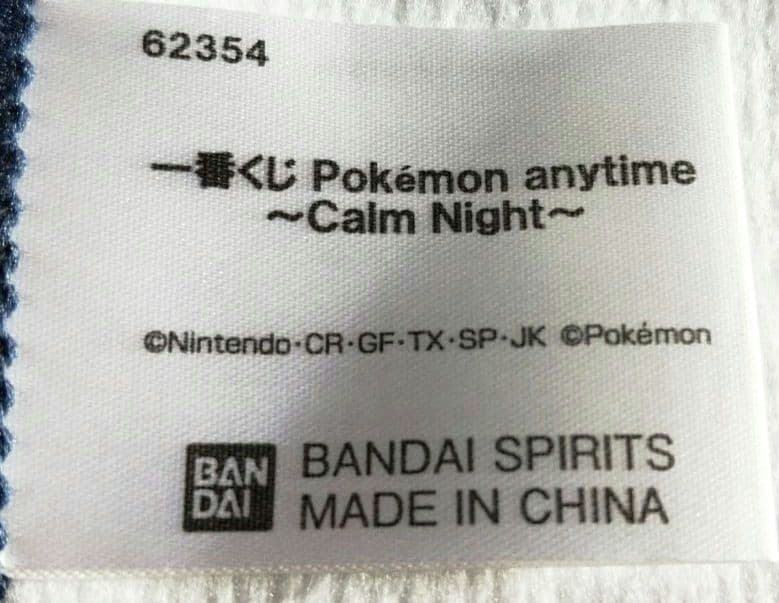 62354
一番くじ Pokémon anytime
～Calm Night～
©Nintendo･CR･GF･TX･SP･JK ©Pokémon
BAN
DAI
BANDAI SPIRITS
MADE IN CHINA